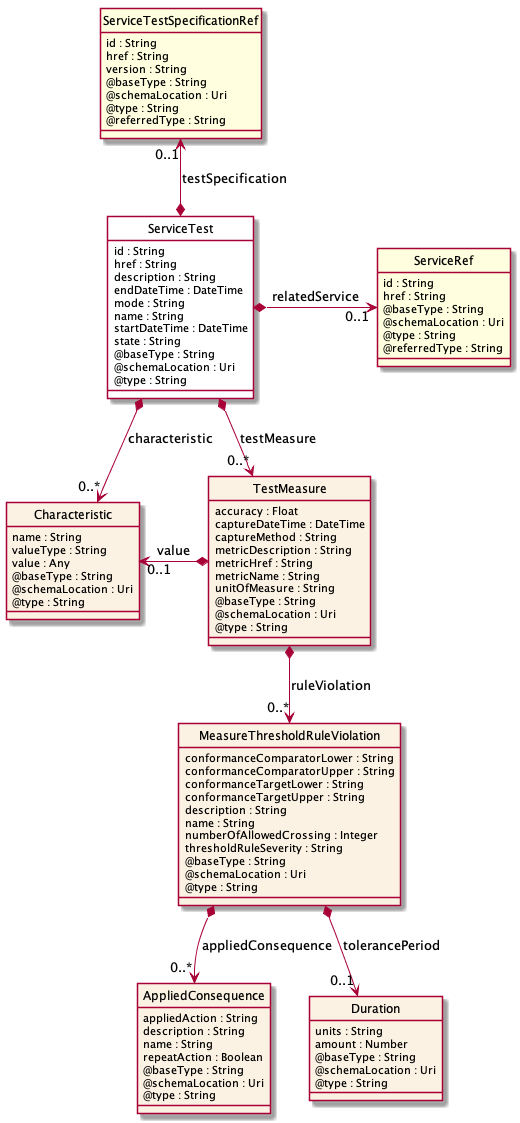 ServiceTestSpecificationRef
id : String
href : String
version : String
@baseType : String
@schemaLocation : Uri
@type : String
@referredType : String
0..1
testSpecification
ServiceTest
id : String
href : String
description : String
endDateTime : DateTime
mode : String
name : String
startDateTime : DateTime
state : String
@baseType : String
@schemaLocation : Uri
@type : String
relatedService
0..1
ServiceRef
id : String
href : String
@baseType : String
@schemaLocation : Uri
@type : String
@referredType : String
characteristic
0..*
testMeasure
0..*
Characteristic
name : String
valueType : String
value : Any
@baseType : String
@schemaLocation : Uri
@type : String
value
0..1
TestMeasure
accuracy : Float
captureDateTime : DateTime
captureMethod : String
metricDescription : String
metricHref : String
metricName : String
unitOfMeasure : String
@baseType : String
@schemaLocation : Uri
@type : String
ruleViolation
0..*
MeasureThresholdRuleViolation
conformanceComparatorLower : String
conformanceComparatorUpper : String
conformanceTargetLower : String
conformanceTargetUpper : String
description : String
name : String
numberOfAllowedCrossing : Integer
thresholdRuleSeverity : String
@baseType : String
@schemaLocation : Uri
@type : String
appliedConsequence
0..*
tolerancePeriod
0..1
AppliedConsequence
appliedAction : String
description : String
name : String
repeatAction : Boolean
@baseType : String
@schemaLocation : Uri
@type : String
Duration
units : String
amount : Number
@baseType : String
@schemaLocation : Uri
@type : String